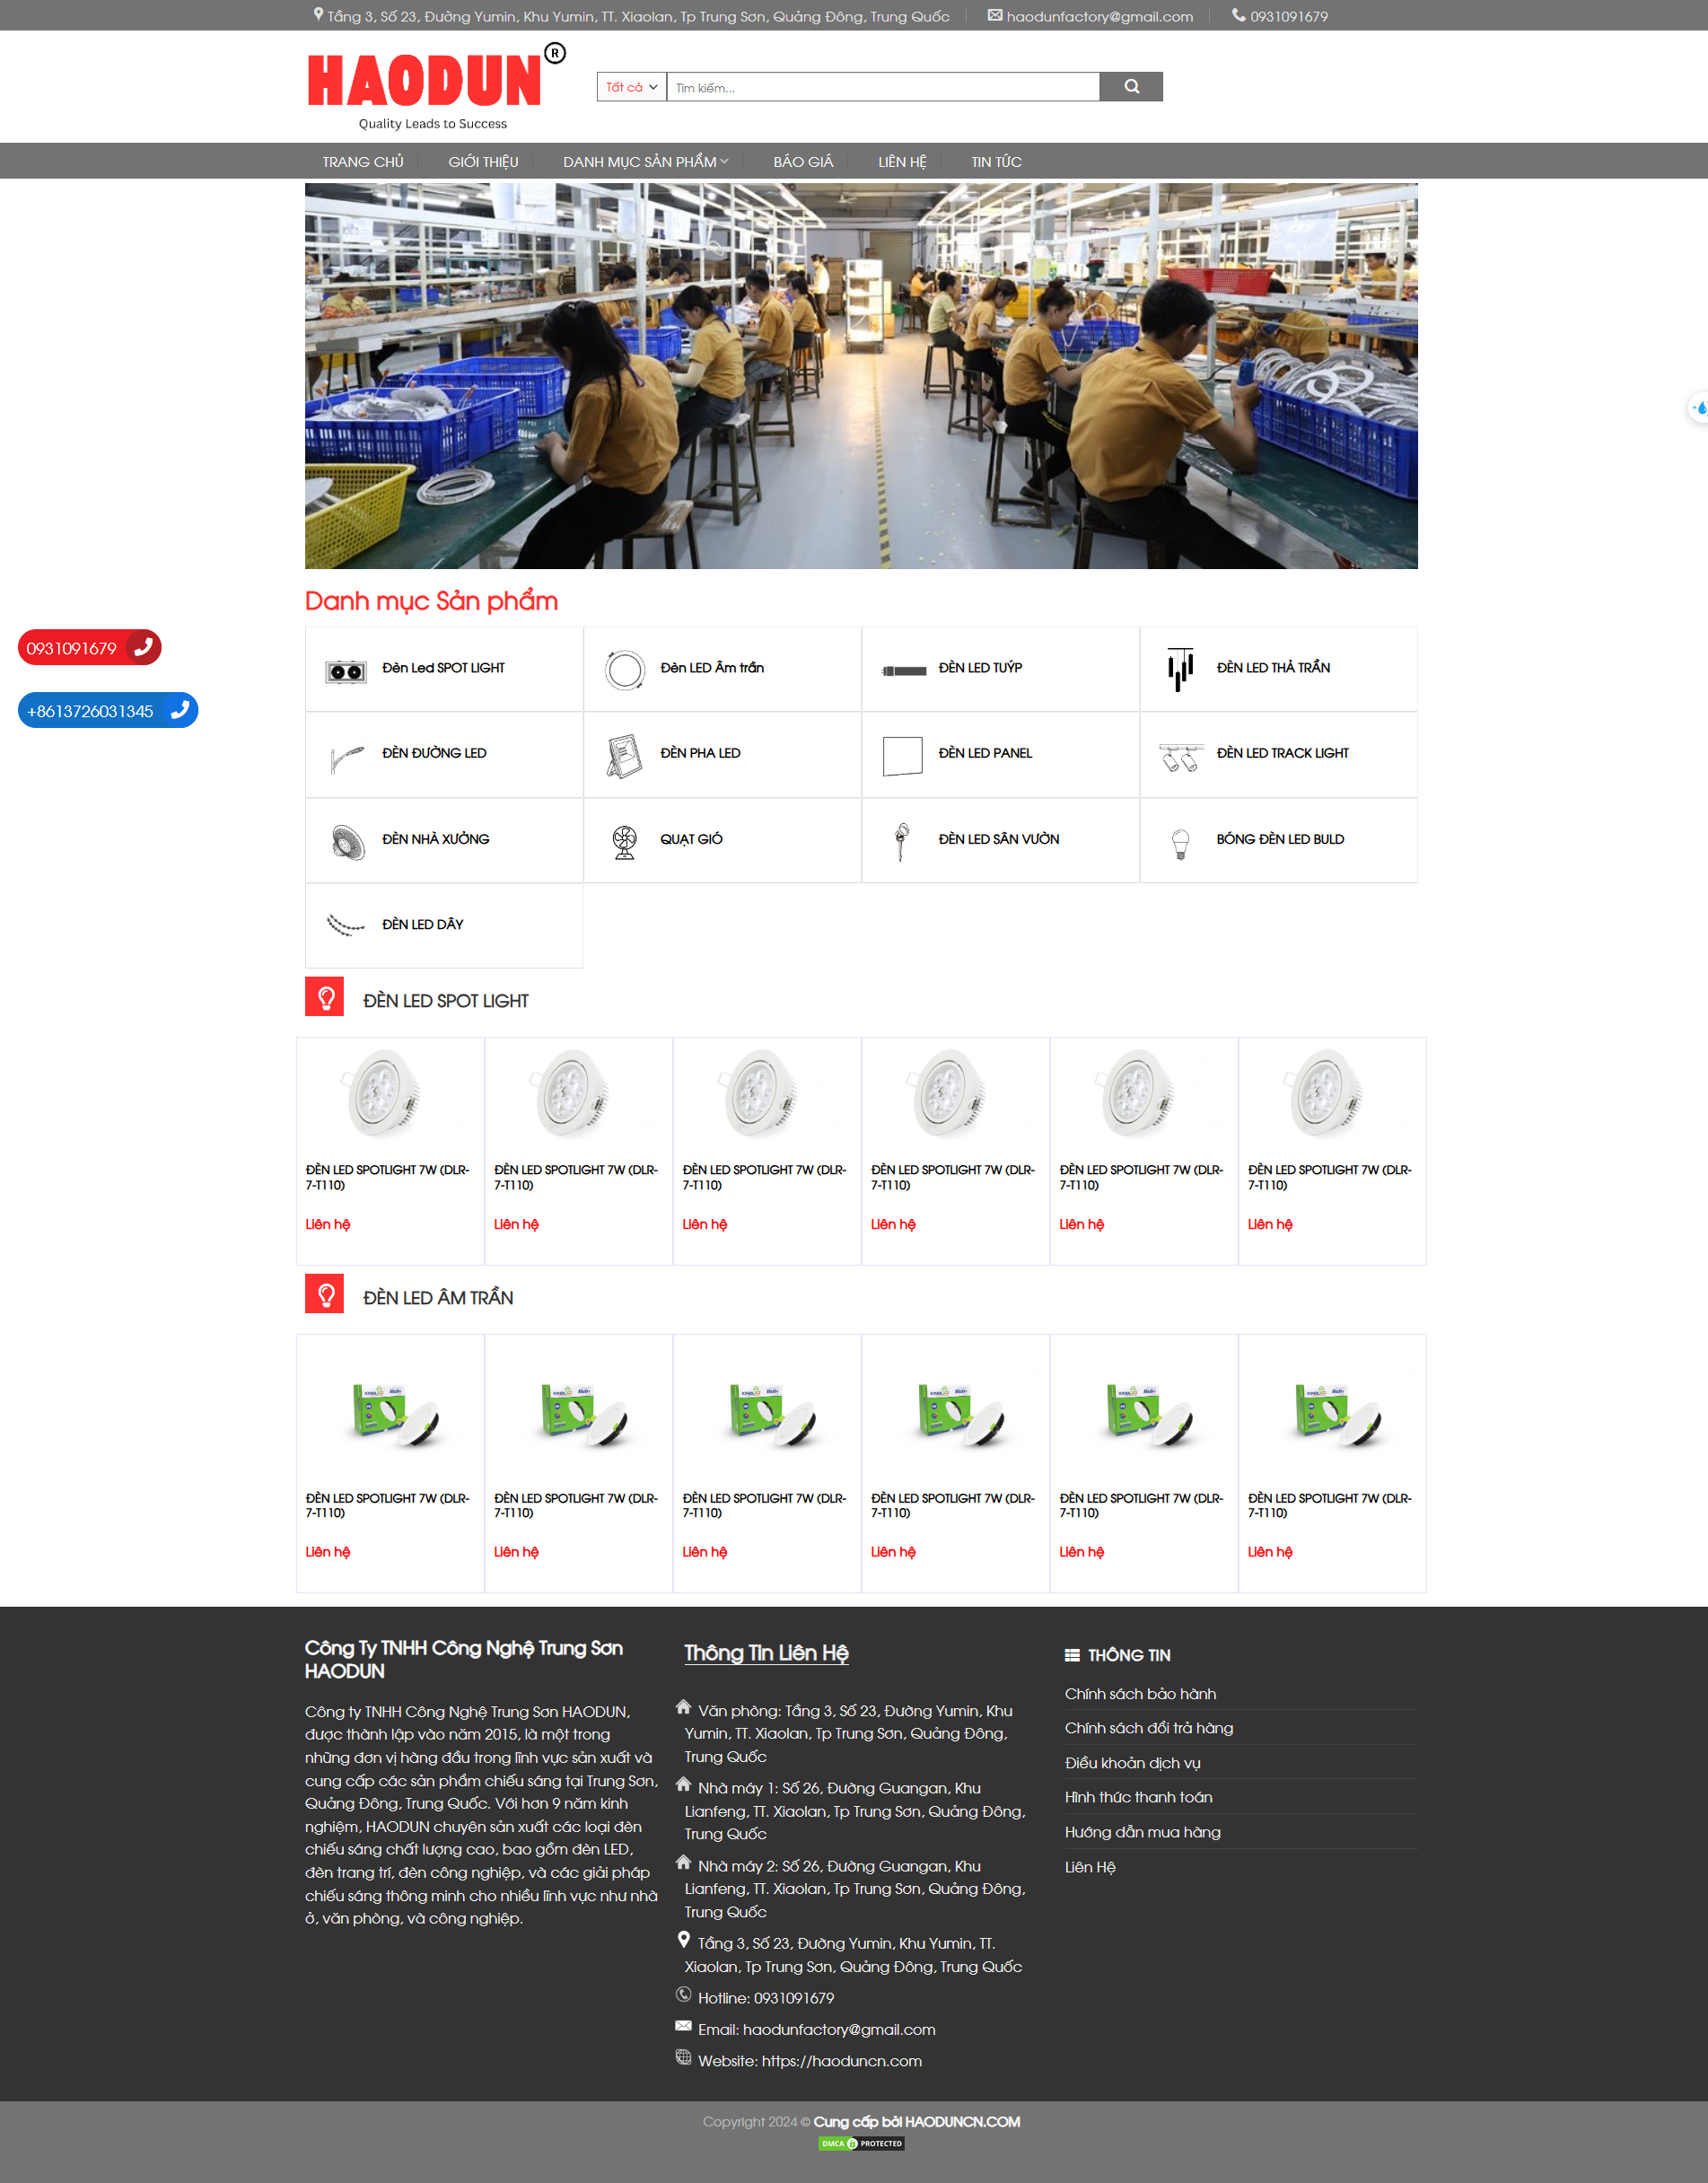 Tầng 3, Số 23, Đường Yumin, Khu Yumin, TT. Xiaolan, Tp Trung Sơn, Quảng Đông, Trung Quốc
haodunfactory@gmail.com
0931091679
HAODUN ®
Quality Leads to Success
Tất cả
Tìm kiếm...
TRANG CHỦ
GIỚI THIỆU
DANH MỤC SẢN PHẨM
BÁO GIÁ
LIÊN HỆ
TIN TỨC
Danh mục Sản phẩm
0931091679
+8613726031345
Đèn Led SPOT LIGHT
Đèn LED Âm trần
ĐÈN LED TUÝP
ĐÈN LED THẢ TRẦN
ĐÈN ĐƯỜNG LED
ĐÈN PHA LED
ĐÈN LED PANEL
ĐÈN LED TRACK LIGHT
ĐÈN NHÀ XƯỞNG
QUẠT GIÓ
ĐÈN LED SÂN VƯỜN
BÓNG ĐÈN LED BULD
ĐÈN LED DÂY
ĐÈN LED SPOT LIGHT
ĐÈN LED SPOTLIGHT 7W (DLR-
7-T110)
Liên hệ
ĐÈN LED SPOTLIGHT 7W (DLR-
7-T110)
Liên hệ
ĐÈN LED SPOTLIGHT 7W (DLR-
7-T110)
Liên hệ
ĐÈN LED SPOTLIGHT 7W (DLR-
7-T110)
Liên hệ
ĐÈN LED SPOTLIGHT 7W (DLR-
7-T110)
Liên hệ
ĐÈN LED SPOTLIGHT 7W (DLR-
7-T110)
Liên hệ
ĐÈN LED ÂM TRẦN
ĐÈN LED SPOTLIGHT 7W (DLR-
7-T110)
Liên hệ
ĐÈN LED SPOTLIGHT 7W (DLR-
7-T110)
Liên hệ
ĐÈN LED SPOTLIGHT 7W (DLR-
7-T110)
Liên hệ
ĐÈN LED SPOTLIGHT 7W (DLR-
7-T110)
Liên hệ
ĐÈN LED SPOTLIGHT 7W (DLR-
7-T110)
Liên hệ
ĐÈN LED SPOTLIGHT 7W (DLR-
7-T110)
Liên hệ
Công Ty TNHH Công Nghệ Trung Sơn
HAODUN
Công ty TNHH Công Nghệ Trung Sơn HAODUN,
được thành lập vào năm 2015, là một trong
những đơn vị hàng đầu trong lĩnh vực sản xuất và
cung cấp các sản phẩm chiếu sáng tại Trung Sơn,
Quảng Đông, Trung Quốc. Với hơn 9 năm kinh
nghiệm, HAODUN chuyên sản xuất các loại đèn
chiếu sáng chất lượng cao, bao gồm đèn LED,
đèn trang trí, đèn công nghiệp, và các giải pháp
chiếu sáng thông minh cho nhiều lĩnh vực như nhà
ở, văn phòng, và công nghiệp.
Thông Tin Liên Hệ
Văn phòng: Tầng 3, Số 23, Đường Yumin, Khu
Yumin, TT. Xiaolan, Tp Trung Sơn, Quảng Đông,
Trung Quốc
Nhà máy 1: Số 26, Đường Guangan, Khu
Lianfeng, TT. Xiaolan, Tp Trung Sơn, Quảng Đông,
Trung Quốc
Nhà máy 2: Số 26, Đường Guangan, Khu
Lianfeng, TT. Xiaolan, Tp Trung Sơn, Quảng Đông,
Trung Quốc
Tầng 3, Số 23, Đường Yumin, Khu Yumin, TT.
Xiaolan, Tp Trung Sơn, Quảng Đông, Trung Quốc
Hotline: 0931091679
Email: haodunfactory@gmail.com
Website: https://haoduncn.com
THÔNG TIN
Chính sách bảo hành
Chính sách đổi trả hàng
Điều khoản dịch vụ
Hình thức thanh toán
Hướng dẫn mua hàng
Liên Hệ
Copyright 2024 © Cung cấp bởi HAODUNCN.COM
DMCA PROTECTED